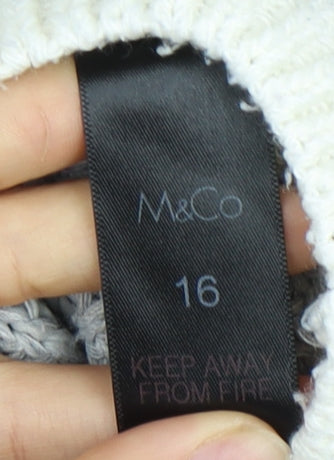 M&Co
16
KEEP AWAY
FROM FIRE